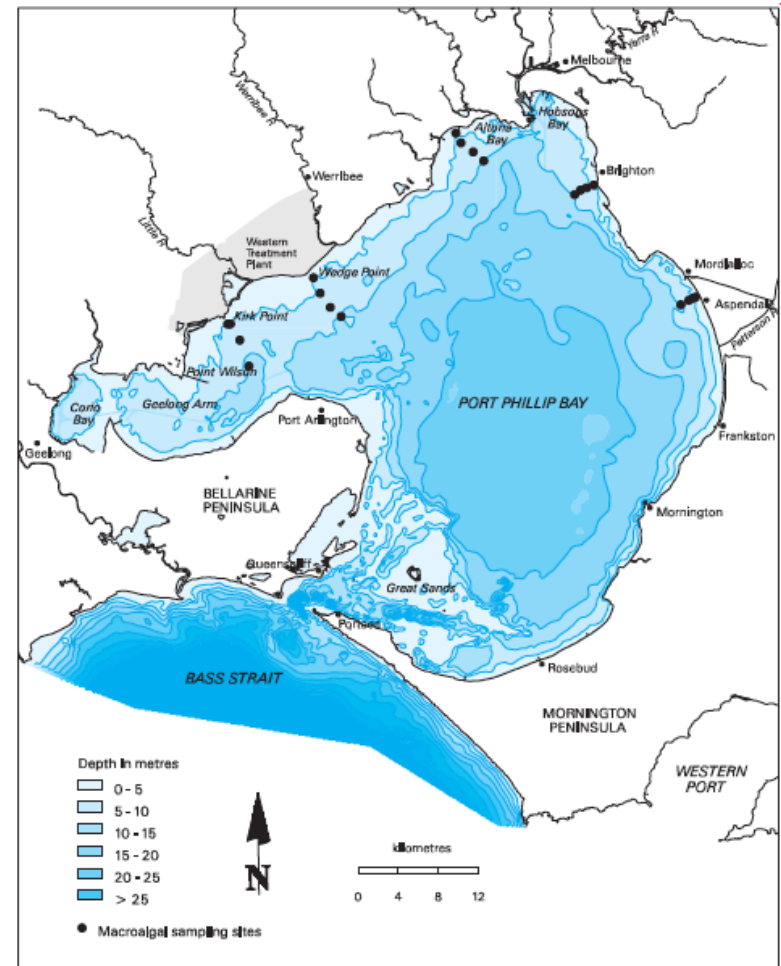 Yarra R
Melbourne
Hobsons
Bay
Altona
Bay
Werribee R
Brighton
Werribee
Little R
Western
Treatment
Plant
Mordialloc
Wedge Point
Aspendale
Kirk Point
Patterson R
Point Wilson
PORT PHILLIP BAY
Corio
Bay
Geelong Arm
Port Arlington
Frankston
Geelong
BELLARINE
PENINSULA
Mornington
Queenscliff
Great Sands
Portsea
Rosebud
BASS STRAIT
MORNINGTON
PENINSULA
WESTERN
PORT
Depth in metres
0 - 5
5 - 10
10 - 15
15 - 20
20 - 25
> 25
N
kilometres
0 4 8 12
Macroalgal sampling sites